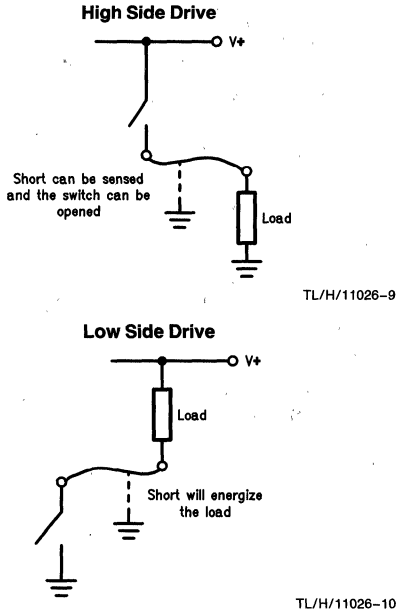 High Side Drive
V+
Short can be sensed
and the switch can be
opened
Load
TL/H/11026-9
Low Side Drive
V+
Load
Short will energize
the load
TL/H/11026-10